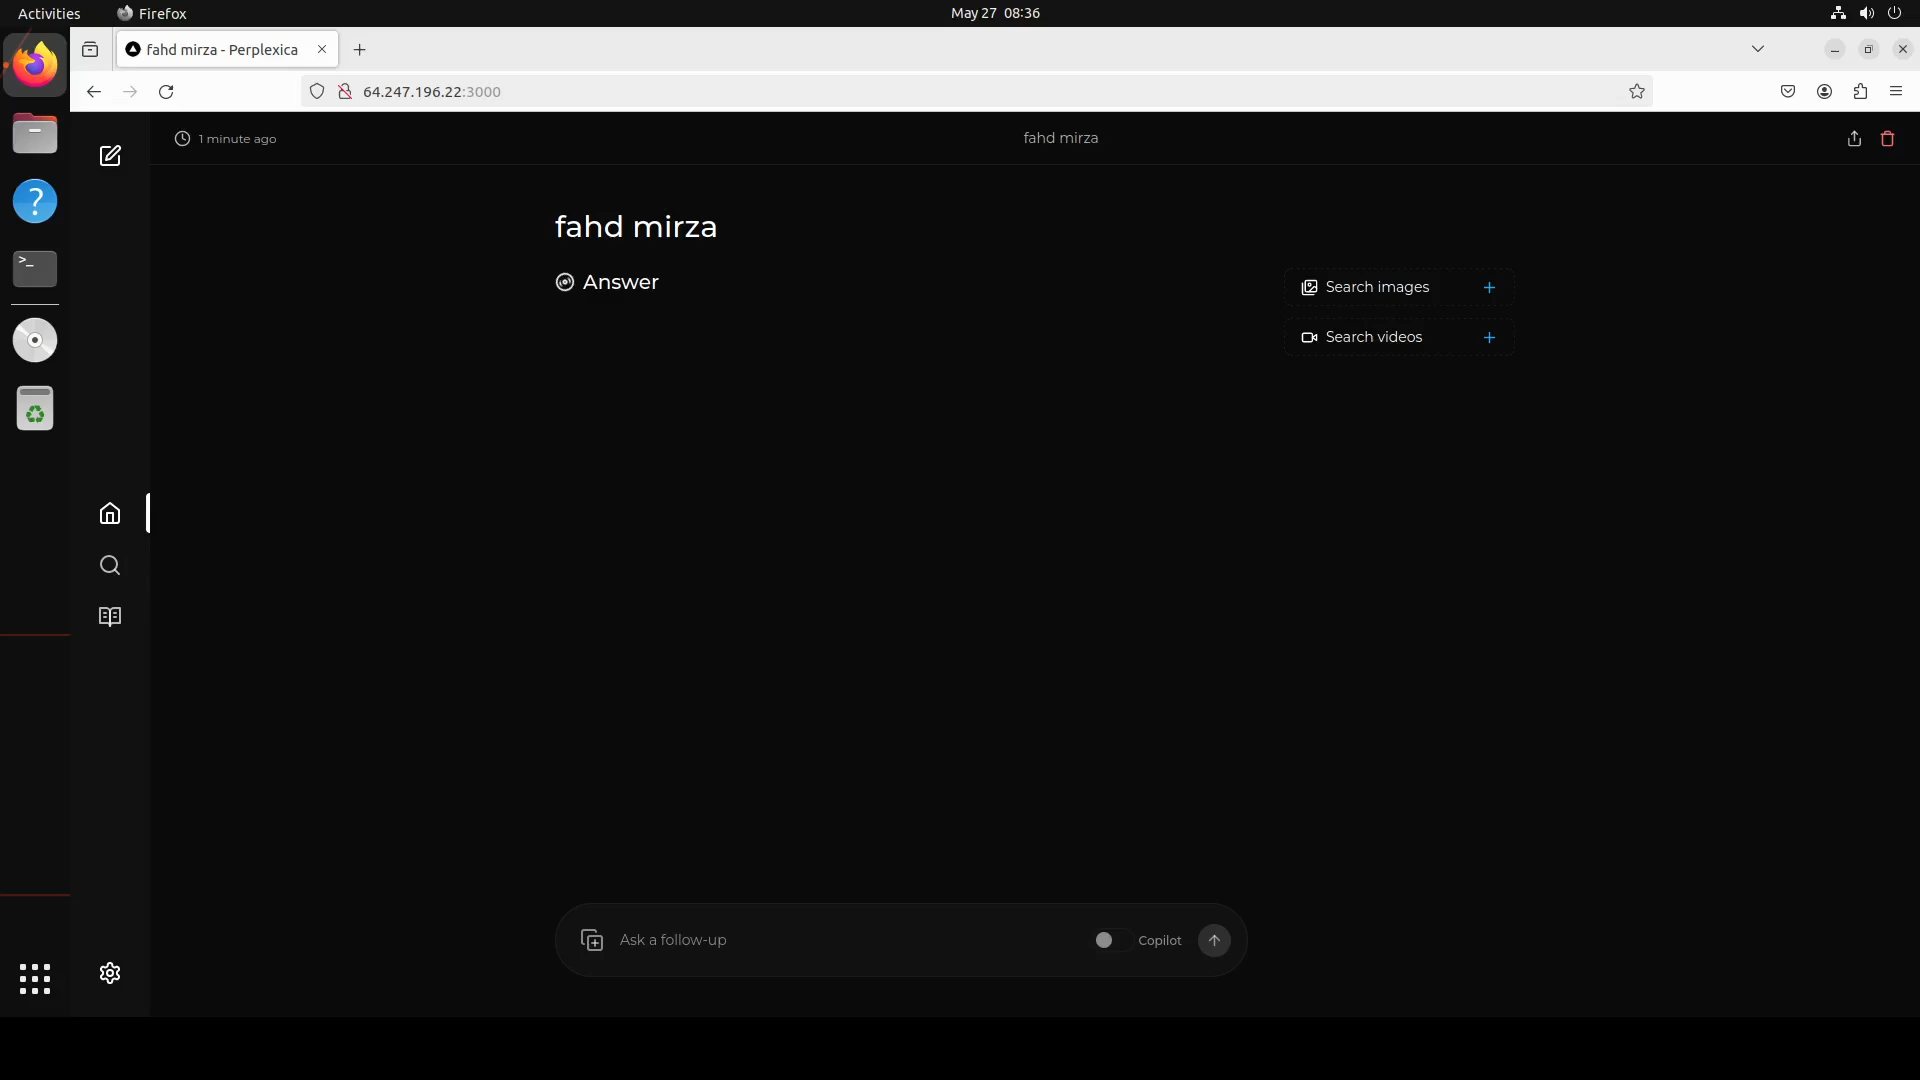 Activities Firefox May 27 08:36
fahd mirza - Perplexica
64.247.196.22:3000
1 minute ago fahd mirza
fahd mirza
Answer
Search images
Search videos
Ask a follow-up Copilot